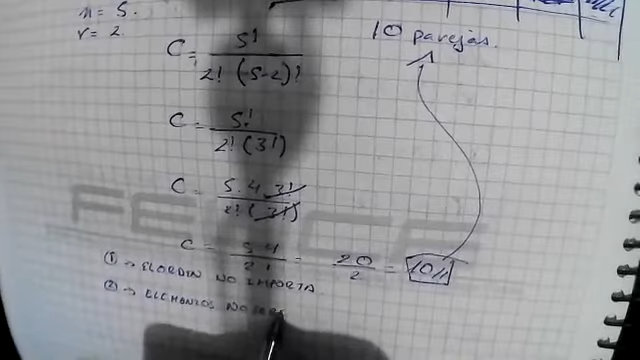 n = 5.
r = 2
10 parejas.
C = 5! / 2! (5-2)!
C = 5! / 2! (3!)
C = 5.4.3! / 2! (3!)
C = 5.4 / 2! = 20 / 2 = 10//
① → EL ORDEN NO IMPORTA
② → ELEMENTOS NO